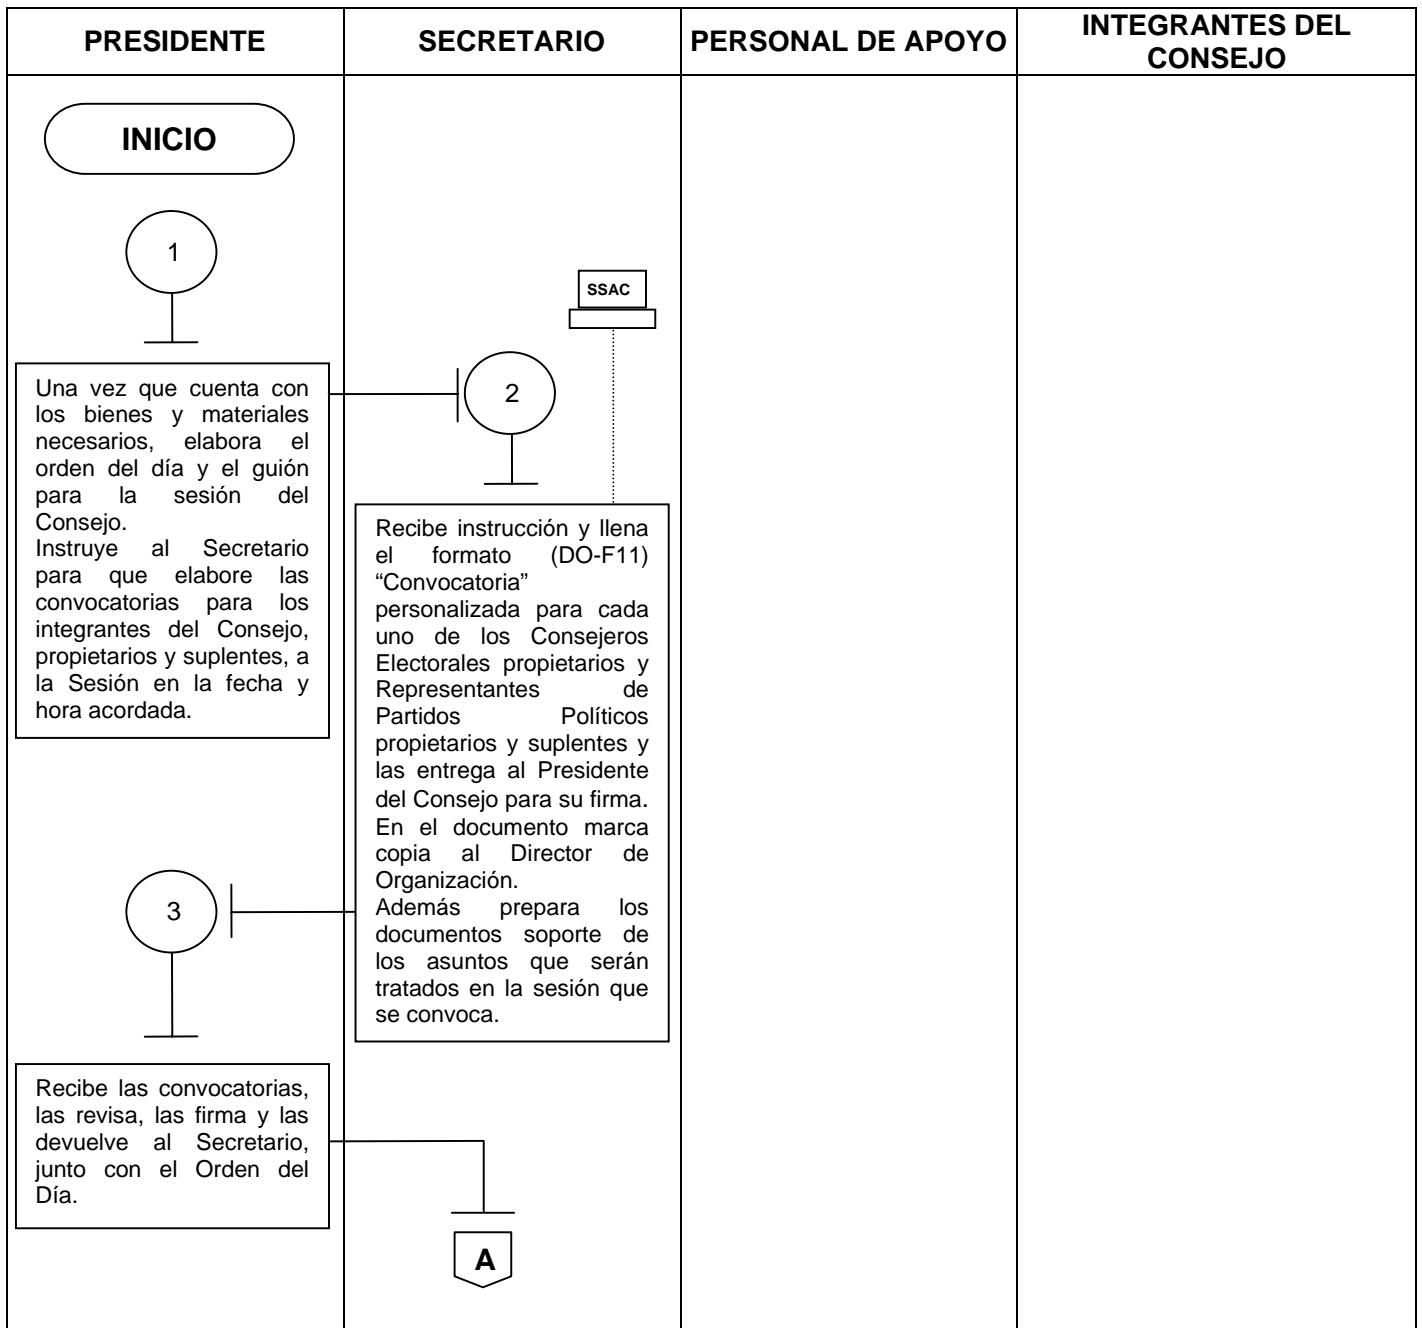 PRESIDENTE
SECRETARIO
PERSONAL DE APOYO
INTEGRANTES DEL
CONSEJO
INICIO
1
Una vez que cuenta con
los bienes y materiales
necesarios, elabora el
orden del día y el guión
para la sesión del
Consejo.
Instruye al Secretario
para que elabore las
convocatorias para los
integrantes del Consejo,
propietarios y suplentes, a
la Sesión en la fecha y
hora acordada.
SSAC
2
Recibe instrucción y llena
el formato (DO-F11)
“Convocatoria”
personalizada para cada
uno de los Consejeros
Electorales propietarios y
Representantes de
Partidos Políticos
propietarios y suplentes y
las entrega al Presidente
del Consejo para su firma.
En el documento marca
copia al Director de
Organización.
Además prepara los
documentos soporte de
los asuntos que serán
tratados en la sesión que
se convoca.
3
Recibe las convocatorias,
las revisa, las firma y las
devuelve al Secretario,
junto con el Orden del
Día.
A